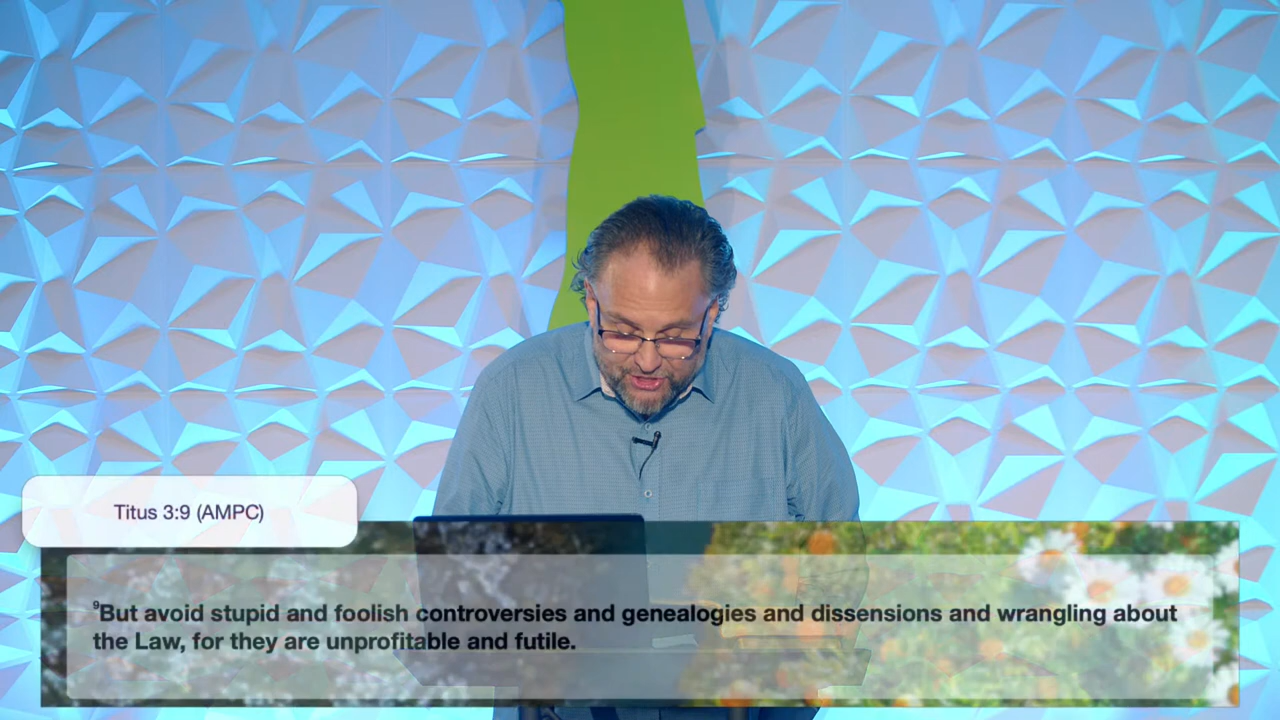 Titus 3:9 (AMPC)
⁹But avoid stupid and foolish controversies and genealogies and dissensions and wrangling about
the Law, for they are unprofitable and futile.